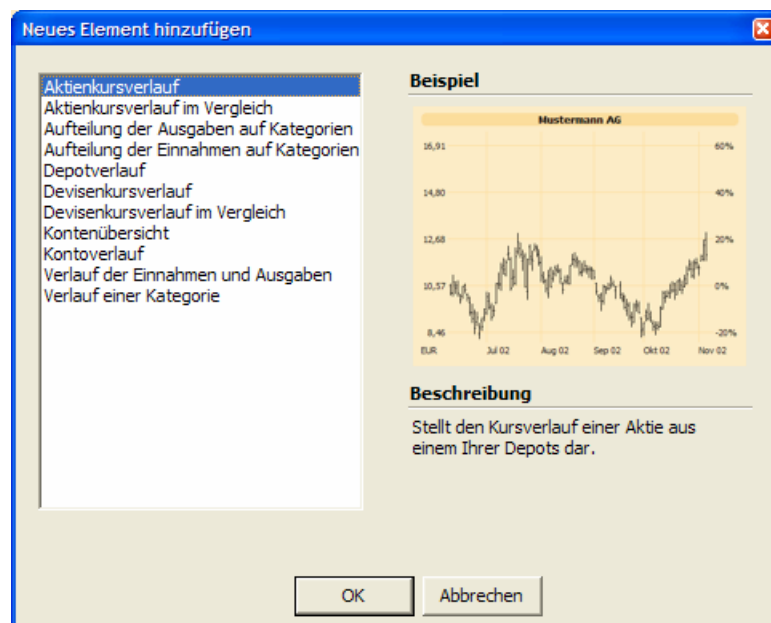 Neues Element hinzufügen
Aktienkursverlauf
Aktienkursverlauf im Vergleich
Aufteilung der Ausgaben auf Kategorien
Aufteilung der Einnahmen auf Kategorien
Depotverlauf
Devisenkursverlauf
Devisenkursverlauf im Vergleich
Kontenübersicht
Kontoverlauf
Verlauf der Einnahmen und Ausgaben
Verlauf einer Kategorie
Beispiel
Mustermann AG
16,91 60%
14,80 40%
12,68 20%
10,57 0%
8,46 -20%
EUR Jul 02 Aug 02 Sep 02 Okt 02 Nov 02
Beschreibung
Stellt den Kursverlauf einer Aktie aus
einem Ihrer Depots dar.
OK Abbrechen